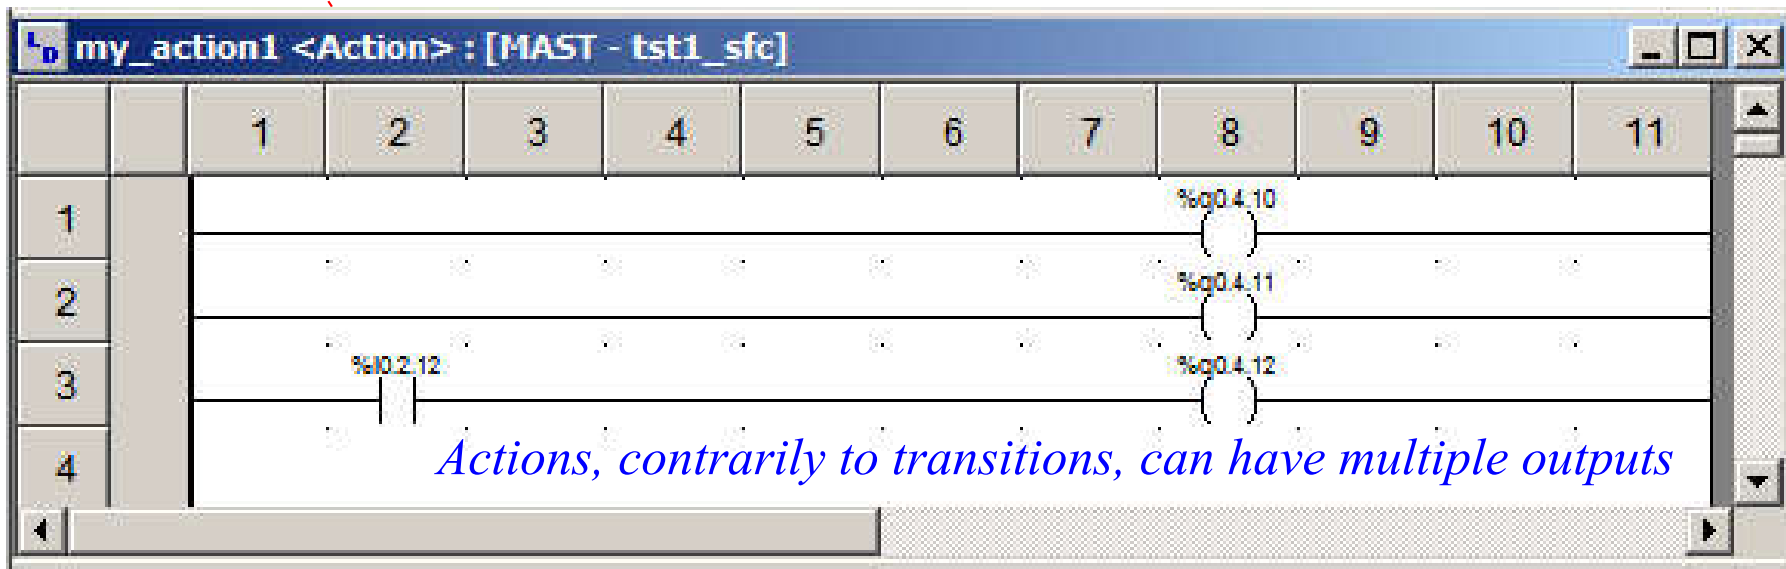 LD my_action1 <Action> : [MAST - tst1_sfc]
1 2 3 4 5 6 7 8 9 10 11
%q0.4.10
1
%q0.4.11
2
%i0.2.12 %q0.4.12
3
Actions, contrarily to transitions, can have multiple outputs
4